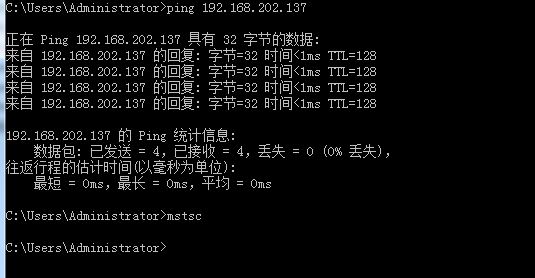 C:\Users\Administrator>ping 192.168.202.137
正在 Ping 192.168.202.137 具有 32 字节的数据:
来自 192.168.202.137 的回复: 字节=32 时间<1ms TTL=128
来自 192.168.202.137 的回复: 字节=32 时间<1ms TTL=128
来自 192.168.202.137 的回复: 字节=32 时间<1ms TTL=128
来自 192.168.202.137 的回复: 字节=32 时间<1ms TTL=128
192.168.202.137 的 Ping 统计信息:
数据包: 已发送 = 4，已接收 = 4，丢失 = 0 (0% 丢失)，
往返行程的估计时间(以毫秒为单位):
最短 = 0ms，最长 = 0ms，平均 = 0ms
C:\Users\Administrator>mstsc
C:\Users\Administrator>